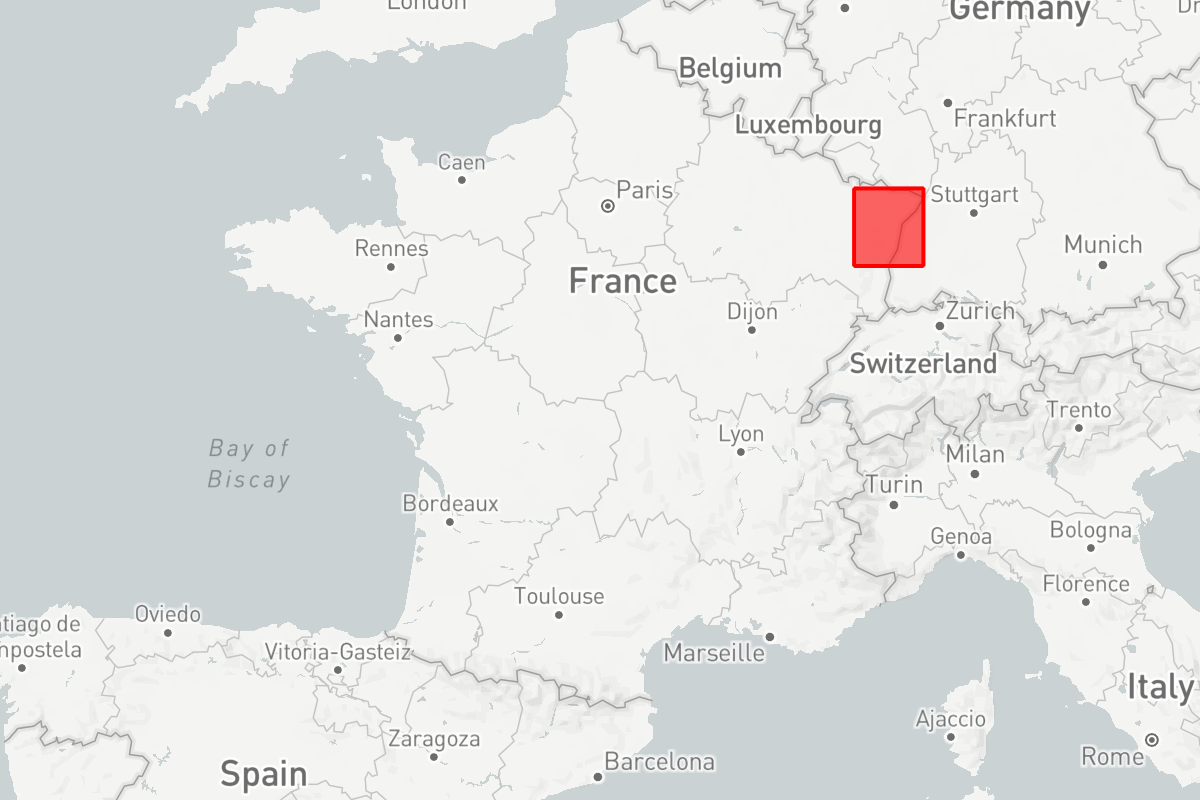 London
Germany
Dr
Belgium
Luxembourg
Frankfurt
Caen
Paris
Stuttgart
Rennes
Munich
France
Nantes
Dijon
Zurich
Switzerland
Trento
Bay of
Biscay
Lyon
Milan
Turin
Bordeaux
Genoa
Bologna
Toulouse
Florence
Oviedo
tiago de
mpostela
Vitoria-Gasteiz
Marseille
Italy
Ajaccio
Zaragoza
Rome
Spain
Barcelona